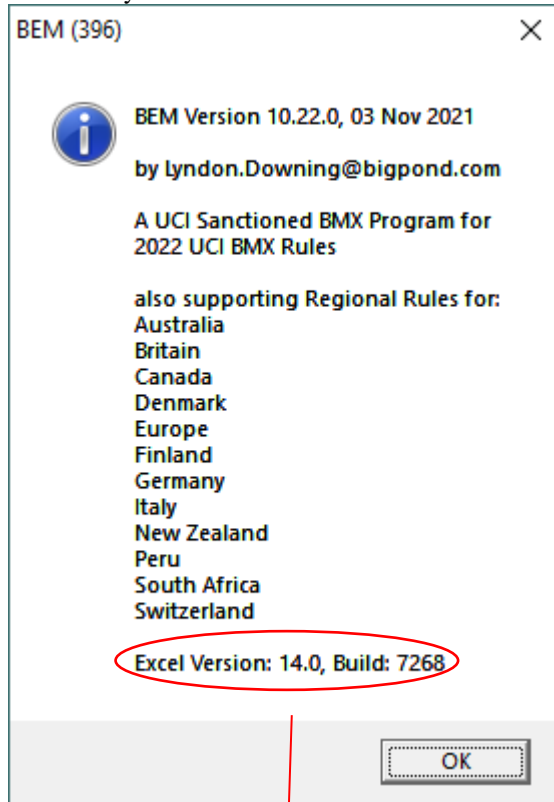 BEM (396)
BEM Version 10.22.0, 03 Nov 2021
by Lyndon.Downing@bigpond.com
A UCI Sanctioned BMX Program for
2022 UCI BMX Rules
also supporting Regional Rules for:
Australia
Britain
Canada
Denmark
Europe
Finland
Germany
Italy
New Zealand
Peru
South Africa
Switzerland
Excel Version: 14.0, Build: 7268
OK